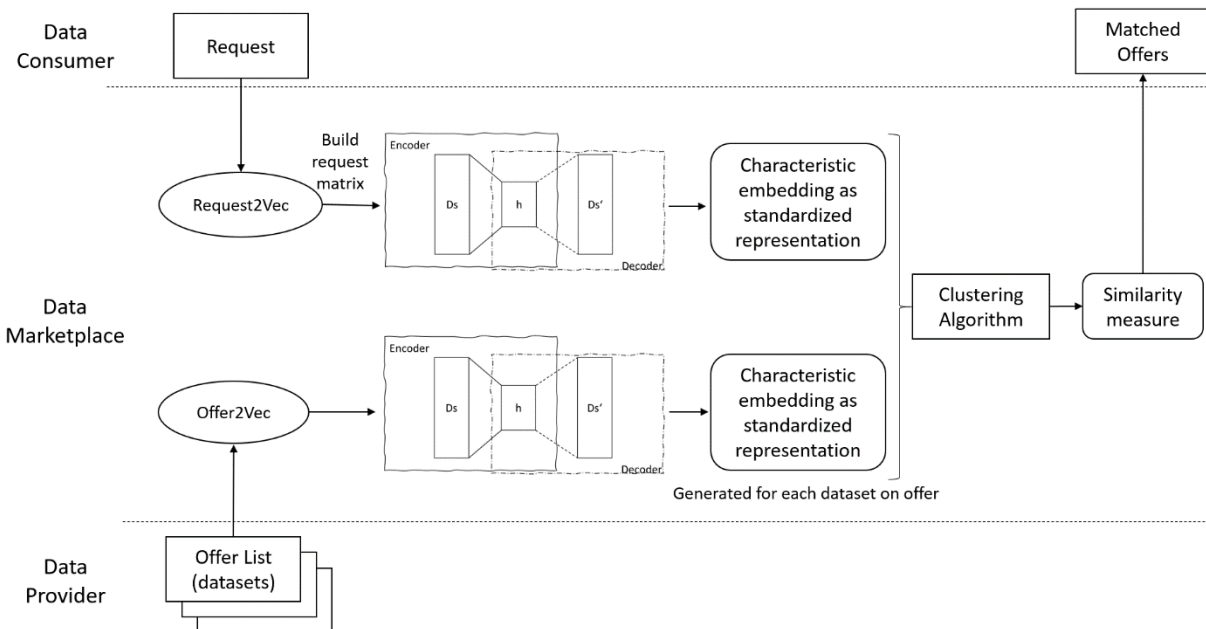 Data
Consumer
Request
Matched
Offers
Build
request
matrix
Request2Vec
Encoder
Ds
h
Ds‘
Decoder
Characteristic
embedding as
standardized
representation
Data
Marketplace
Clustering
Algorithm
Similarity
measure
Offer2Vec
Encoder
Ds
h
Ds‘
Decoder
Characteristic
embedding as
standardized
representation
Generated for each dataset on offer
Data
Provider
Offer List
(datasets)